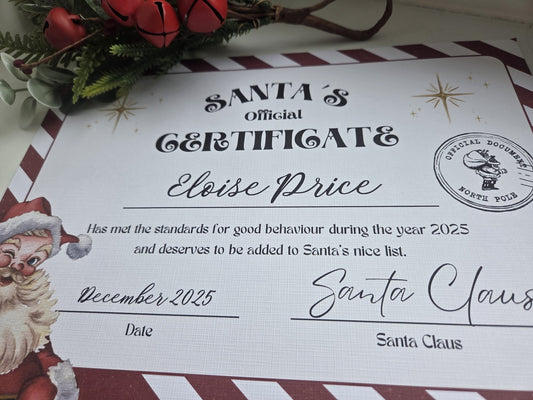 SANTA´S
Official
CERTIFICATE
Eloise Price
OFFICIAL DOCUMENT
NORTH POLE
Has met the standards for good behaviour during the year 2025
and deserves to be added to Santa's nice list.
December 2025
Santa Claus
Date
Santa Claus